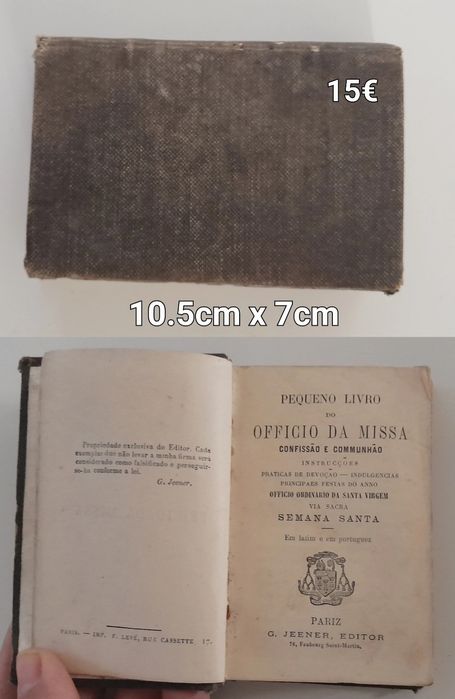 15€
10.5cm x 7cm
Propriedade exclusiva do Editor. Cada
exemplar que não levar a minha firma sera
considerado como falsificado e perseguir-
se-ha conforme a lei.
G. Jeener.
PARIS. — IMP. F. LEVÉ, RUE CASSETTE 17.
PEQUENO LIVRO
DO
OFFICIO DA MISSA
CONFISSÃO E COMMUNHÃO
INSTRUCÇÕES
PRATICAS DE DEVOÇÃO — INDULGENCIAS
PRINCIPAES FESTAS DO ANNO
OFFICIO ORDINARIO DA SANTA VIRGEM
VIA SACRA
SEMANA SANTA
Em latim e em portuguez
PARIZ
G. JEENER, EDITOR
76, Faubourg Saint-Martin,